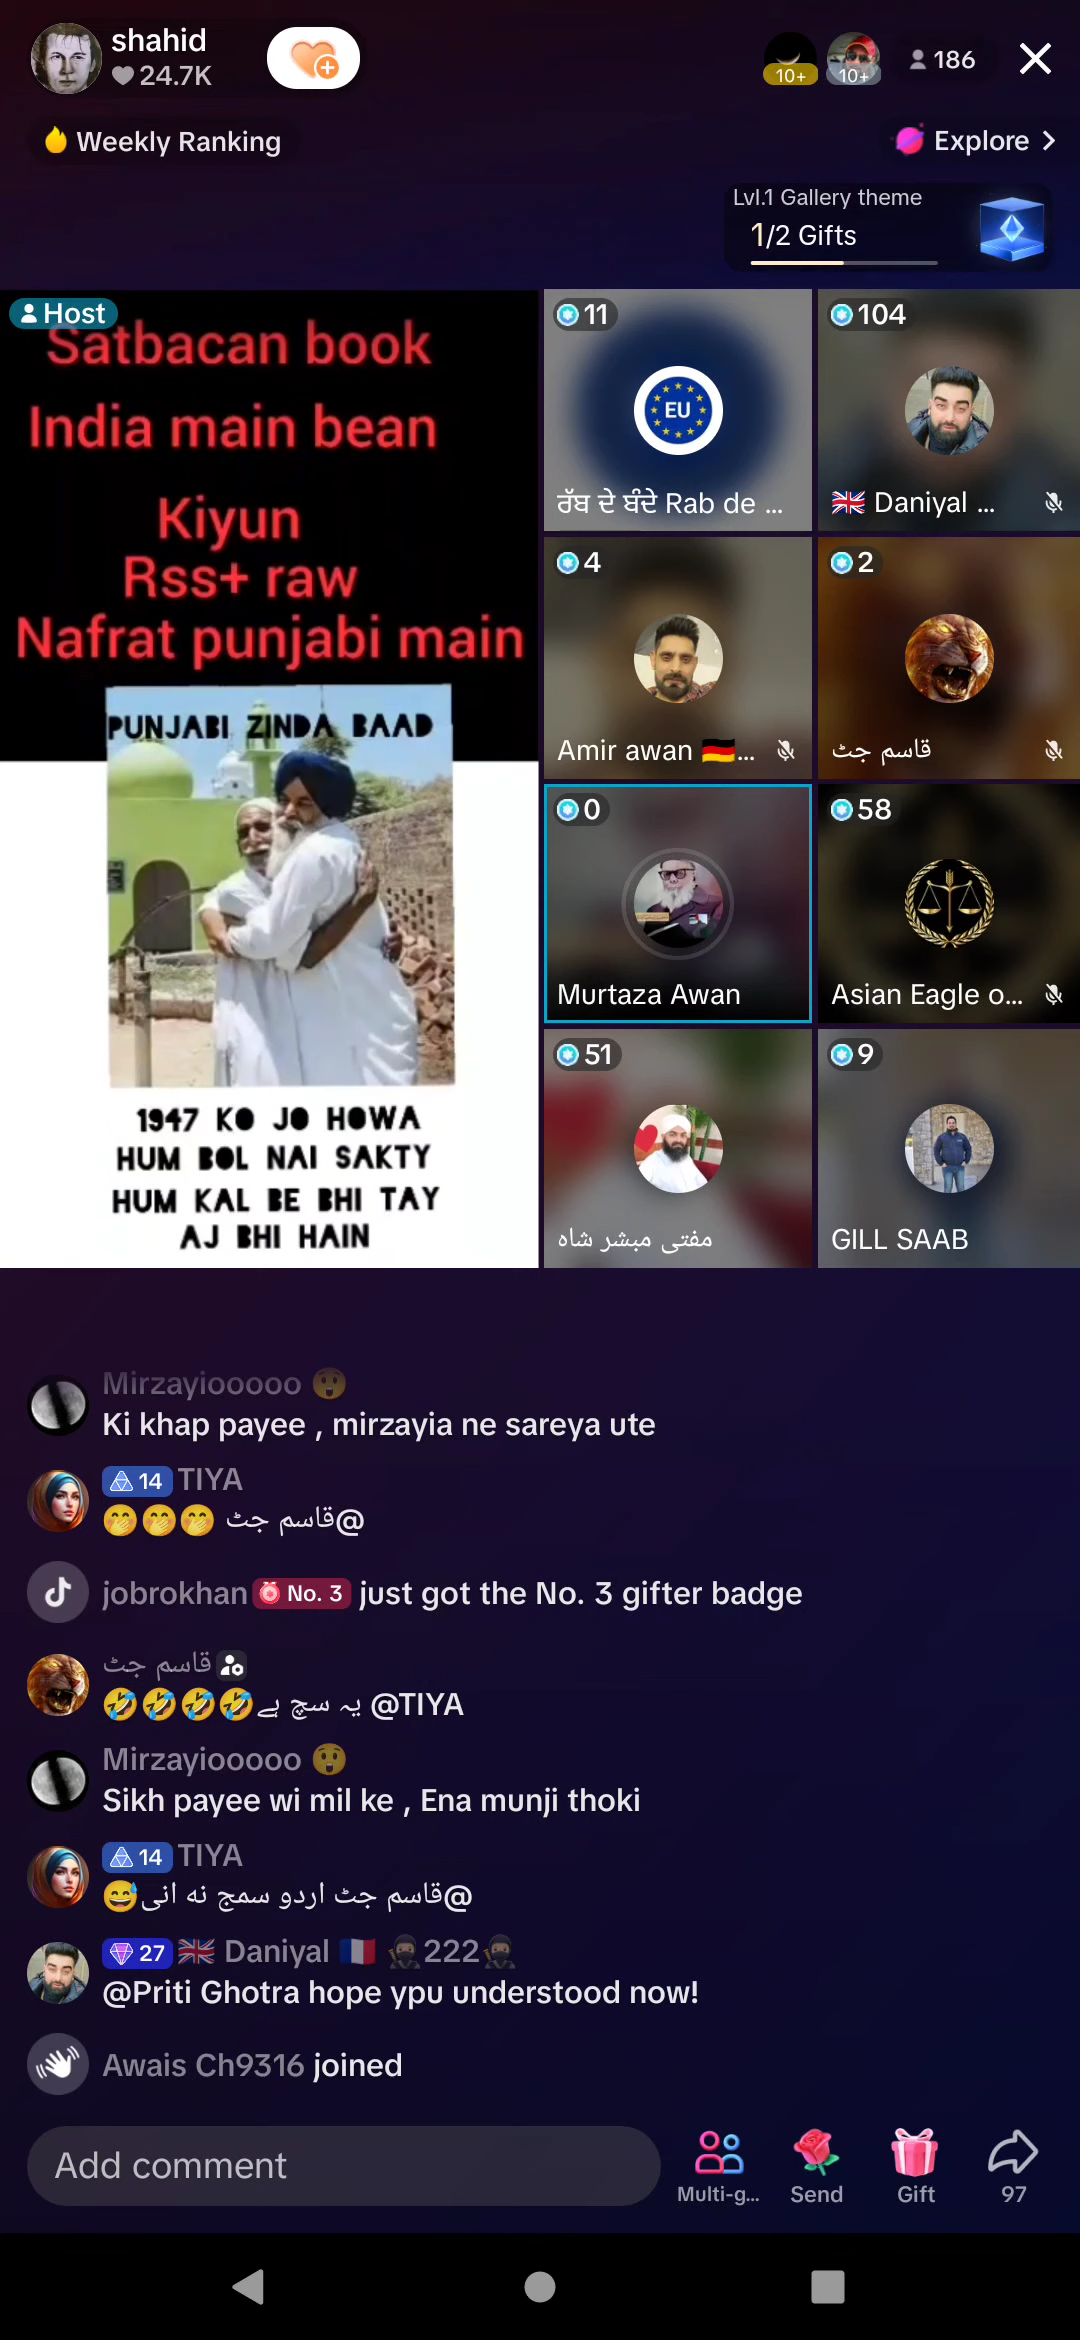 shahid
24.7K
10+
10+
186
Weekly Ranking
Explore
Lvl.1 Gallery theme
1/2 Gifts
Host
Satbacan book
India main bean
Kiyun
Rss+ raw
Nafrat punjabi main
PUNJABI ZINDA BAAD
1947 KO JO HOWA
HUM BOL NAI SAKTY
HUM KAL BE BHI TAY
AJ BHI HAIN
11
EU
ਰੱਬ ਦੇ ਬੰਦੇ Rab de ...
104
🇬🇧 Daniyal ...
4
Amir awan 🇩🇪...
2
قاسم جٹ
0
Murtaza Awan
58
Asian Eagle o...
51
مفتی مبشر شاہ
9
GILL SAAB
Mirzayiooooo 😲
Ki khap payee , mirzayia ne sareya ute
14 TIYA
@قاسم جٹ 🤭🤭🤭
jobrokhan No. 3 just got the No. 3 gifter badge
قاسم جٹ
@TIYA یہ سچ ہے🤣🤣🤣🤣
Mirzayiooooo 😲
Sikh payee wi mil ke , Ena munji thoki
14 TIYA
@قاسم جٹ اردو سمج نه انی😅
27 🇬🇧 Daniyal 🇫🇷 🥷222🥷
@Priti Ghotra hope ypu understood now!
Awais Ch9316 joined
Add comment
Multi-g...
Send
Gift
97